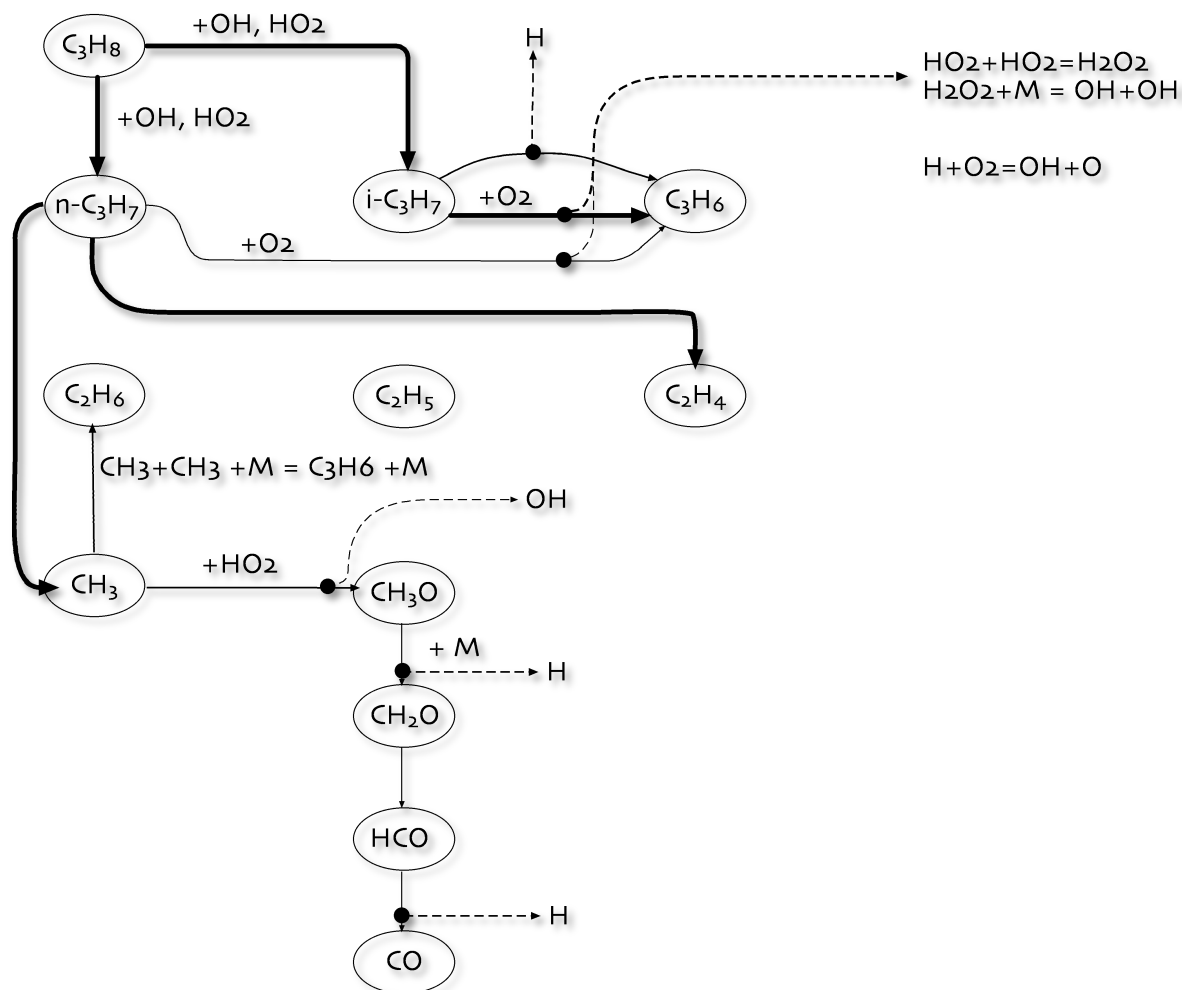 C₃H₈
+OH, HO2
H
HO2+HO2=H2O2
H2O2+M = OH+OH
+OH, HO2
H+O2=OH+O
n-C₃H₇
i-C₃H₇
+O2
C₃H₆
+O2
C₂H₆
C₂H₅
C₂H₄
CH3+CH3 +M = C3H6 +M
OH
+HO2
CH₃
CH₃O
+ M
H
CH₂O
HCO
H
CO